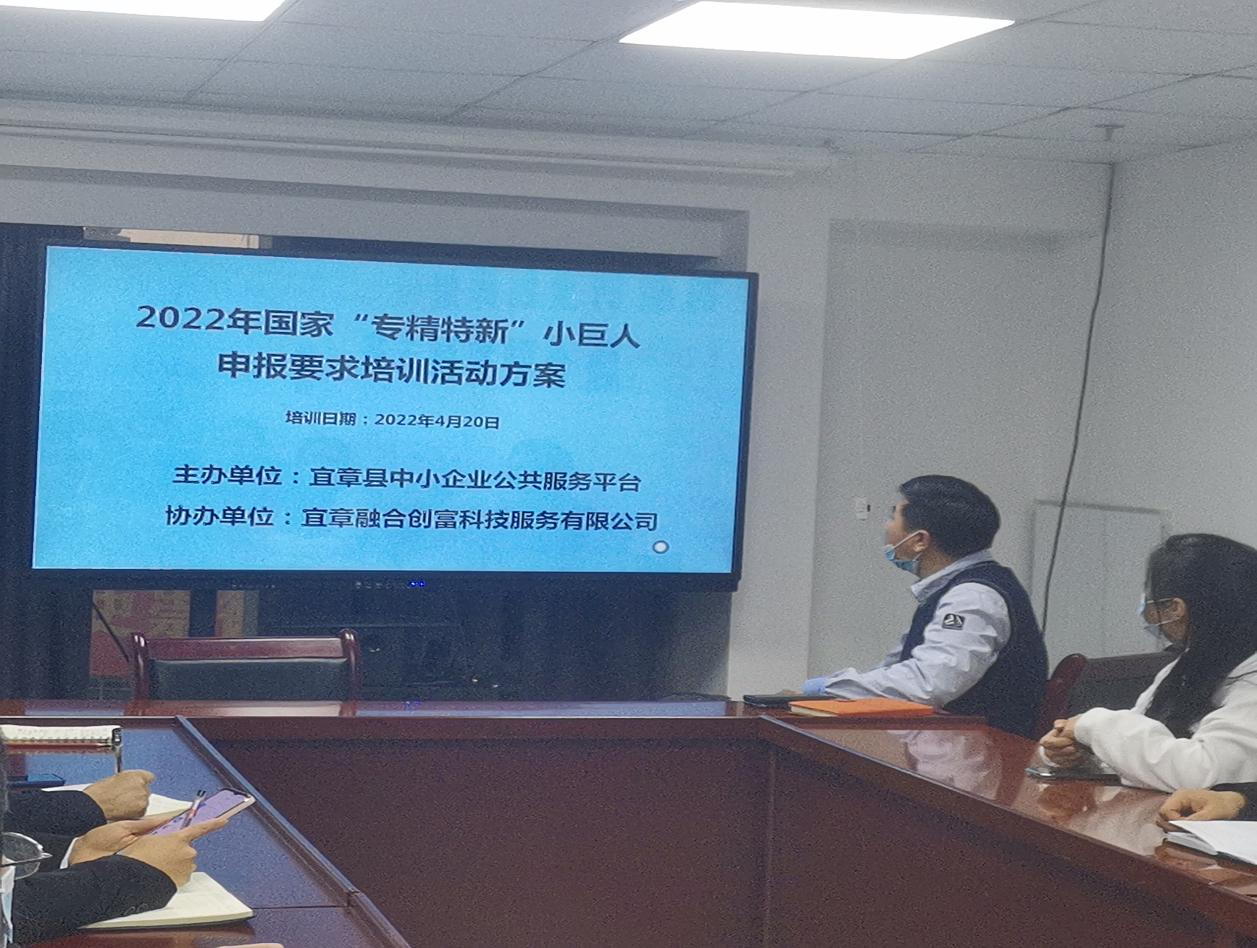 2022年国家“专精特新”小巨人
申报要求培训活动方案
培训日期：2022年4月20日
主办单位：宜章县中小企业公共服务平台
协办单位：宜章融合创富科技服务有限公司